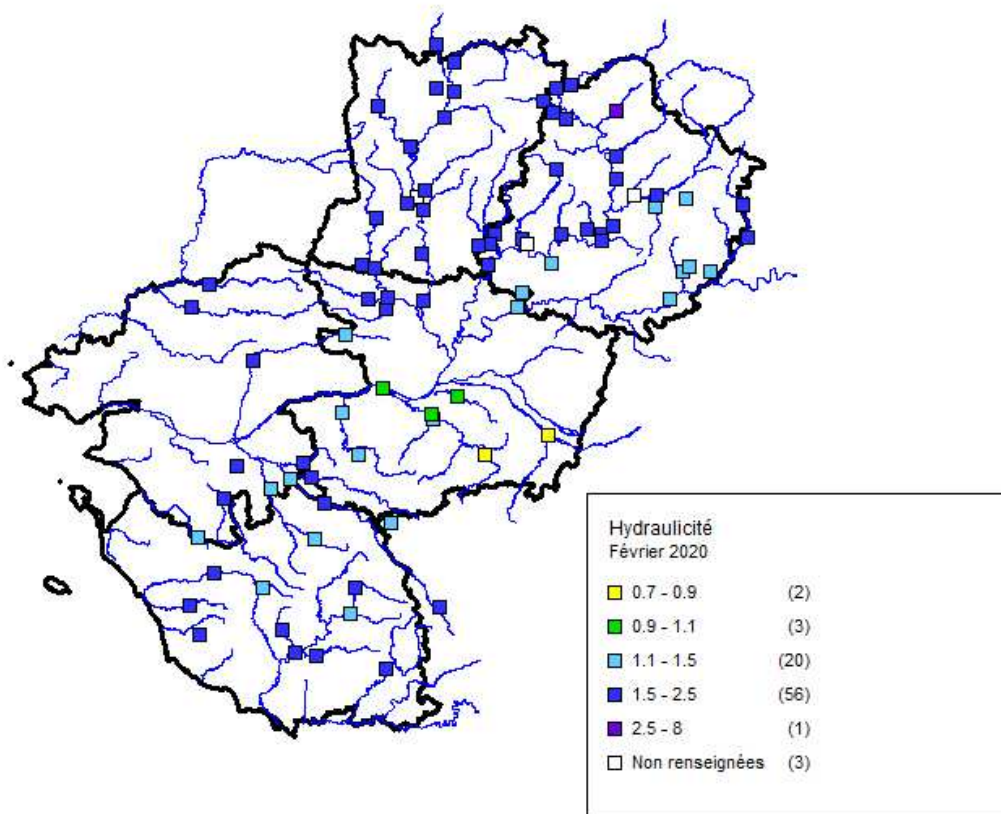 Hydraulicité
Février 2020
0.7 - 0.9 (2)
0.9 - 1.1 (3)
1.1 - 1.5 (20)
1.5 - 2.5 (56)
2.5 - 8 (1)
Non renseignées (3)